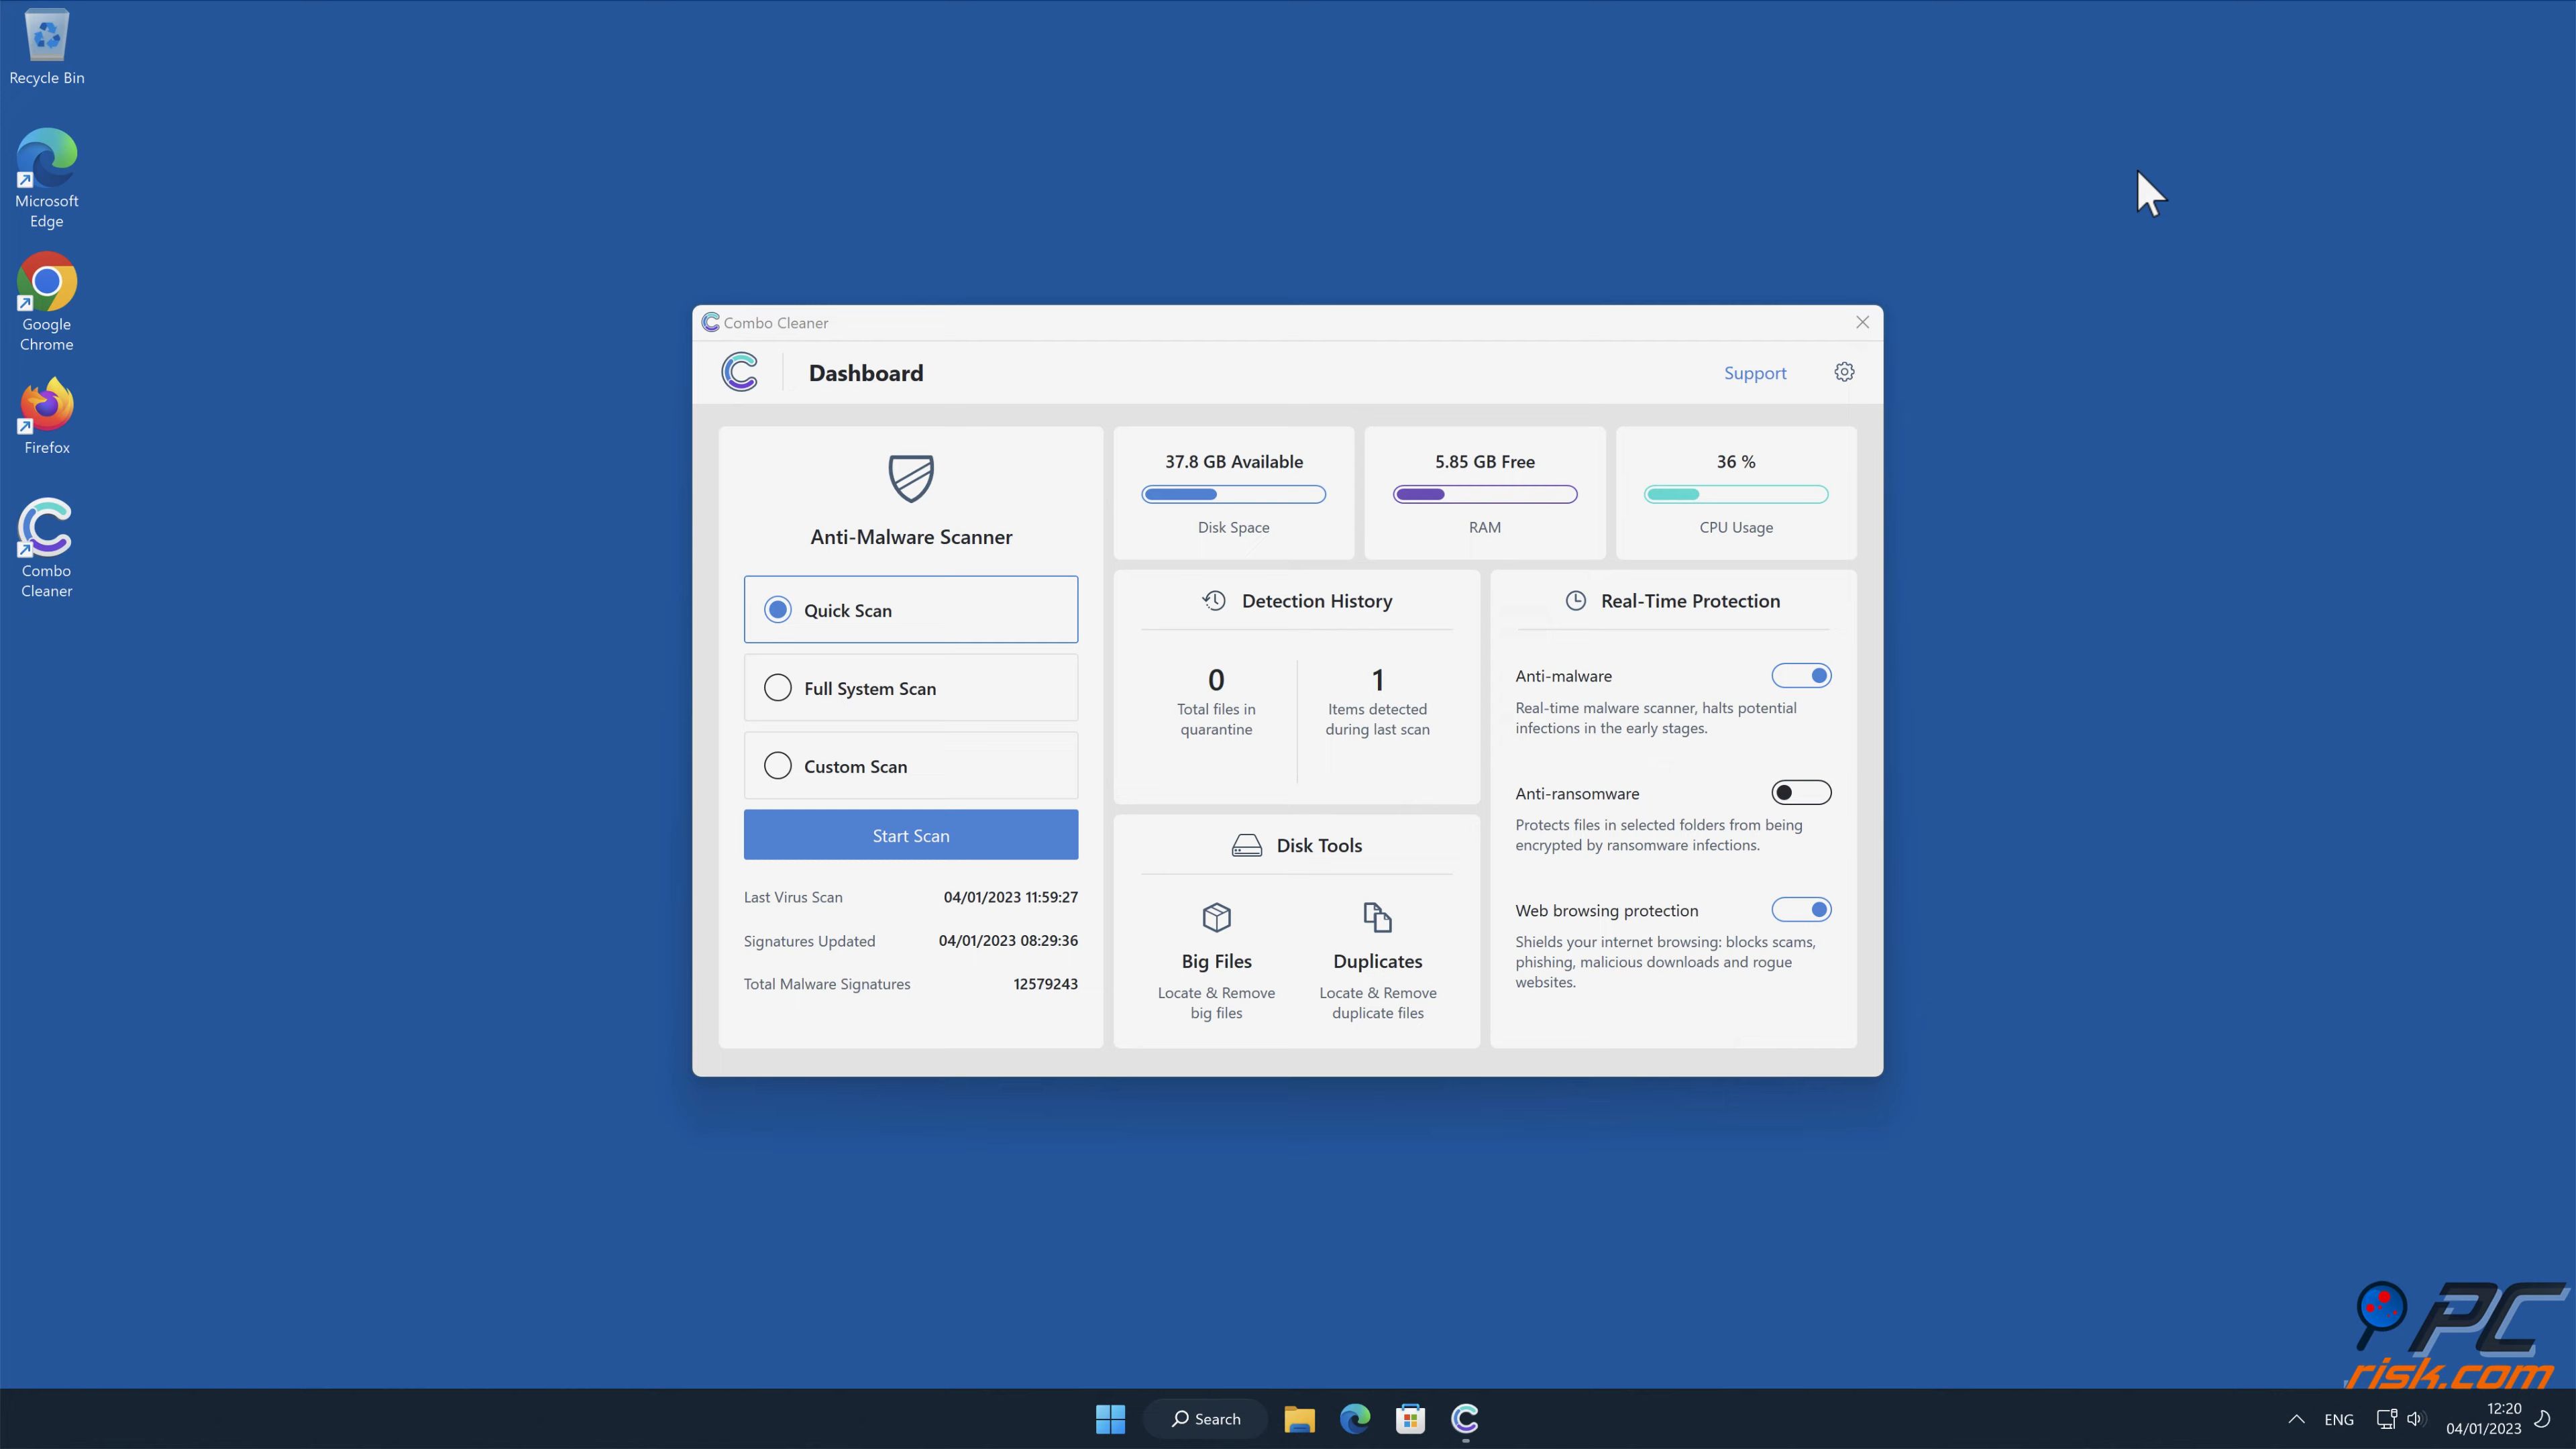 Recycle Bin
Microsoft
Edge
Google
Chrome
Firefox
Combo
Cleaner
Combo Cleaner
Dashboard
Support
Anti-Malware Scanner
Quick Scan
Full System Scan
Custom Scan
Start Scan
Last Virus Scan 04/01/2023 11:59:27
Signatures Updated 04/01/2023 08:29:36
Total Malware Signatures 12579243
37.8 GB Available
Disk Space
5.85 GB Free
RAM
36 %
CPU Usage
Detection History
0
Total files in
quarantine
1
Items detected
during last scan
Disk Tools
Big Files
Locate & Remove
big files
Duplicates
Locate & Remove
duplicate files
Real-Time Protection
Anti-malware
Real-time malware scanner, halts potential
infections in the early stages.
Anti-ransomware
Protects files in selected folders from being
encrypted by ransomware infections.
Web browsing protection
Shields your internet browsing: blocks scams,
phishing, malicious downloads and rogue
websites.
PC
risk.com
Search
ENG
12:20
04/01/2023